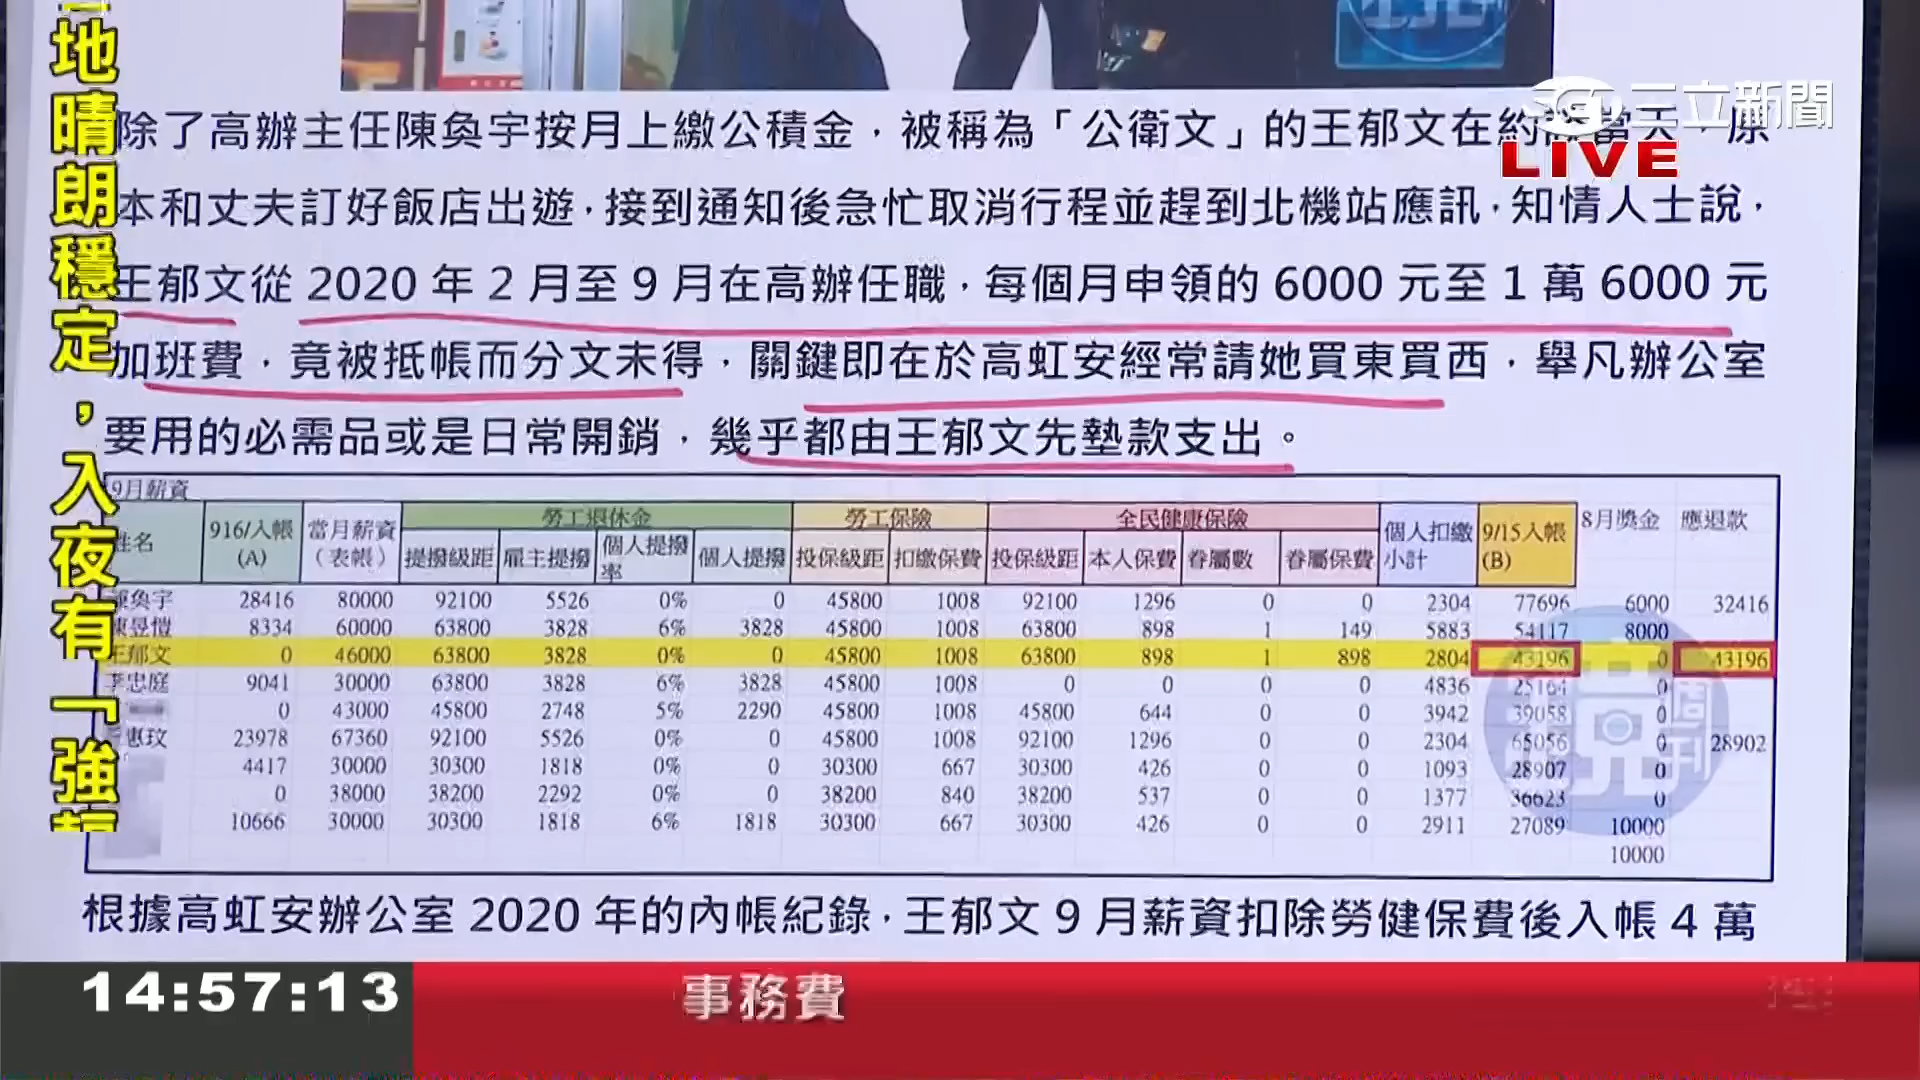 地晴朗穩定，入夜有「強
三立新聞
LIVE
除了高辦主任陳奐宇按月上繳公積金，被稱為「公衛文」的王郁文在約談當天，原
本和丈夫訂好飯店出遊，接到通知後急忙取消行程並趕到北機站應訊，知情人士說，
王郁文從 2020 年 2 月至 9 月在高辦任職，每個月申領的 6000 元至 1 萬 6000 元
加班費，竟被抵帳而分文未得，關鍵即在於高虹安經常請她買東買西，舉凡辦公室
要用的必需品或是日常開銷，幾乎都由王郁文先墊款支出。
9月薪資
勞工退休金 勞工保險 全民健康保險
姓名 916/入帳(A) 當月薪資（表帳） 提撥級距 雇主提撥 個人提撥率 個人提撥 投保級距 扣繳保費 投保級距 本人保費 眷屬數 眷屬保費 個人扣繳小計 9/15入帳(B) 8月獎金 應退款
陳奐宇 28416 80000 92100 5526 0% 0 45800 1008 92100 1296 0 0 2304 77696 6000 32416
陳昱愷 8334 60000 63800 3828 6% 3828 45800 1008 63800 898 1 149 5883 54117 8000
王郁文 0 46000 63800 3828 0% 0 45800 1008 63800 898 1 898 2804 43196 0 43196
李忠庭 9041 30000 63800 3828 6% 3828 45800 1008 0 0 0 0 4836 25164 0
0 43000 45800 2748 5% 2290 45800 1008 45800 644 0 0 3942 39058 0
惠玟 23978 67360 92100 5526 0% 0 45800 1008 92100 1296 0 0 2304 65056 0 28902
4417 30000 30300 1818 0% 0 30300 667 30300 426 0 0 1093 28907 0
0 38000 38200 2292 0% 0 38200 840 38200 537 0 0 1377 36623 0
10666 30000 30300 1818 6% 1818 30300 667 30300 426 0 0 2911 27089 10000
10000
根據高虹安辦公室 2020 年的內帳紀錄，王郁文 9 月薪資扣除勞健保費後入帳 4 萬
14:57:13
事務費